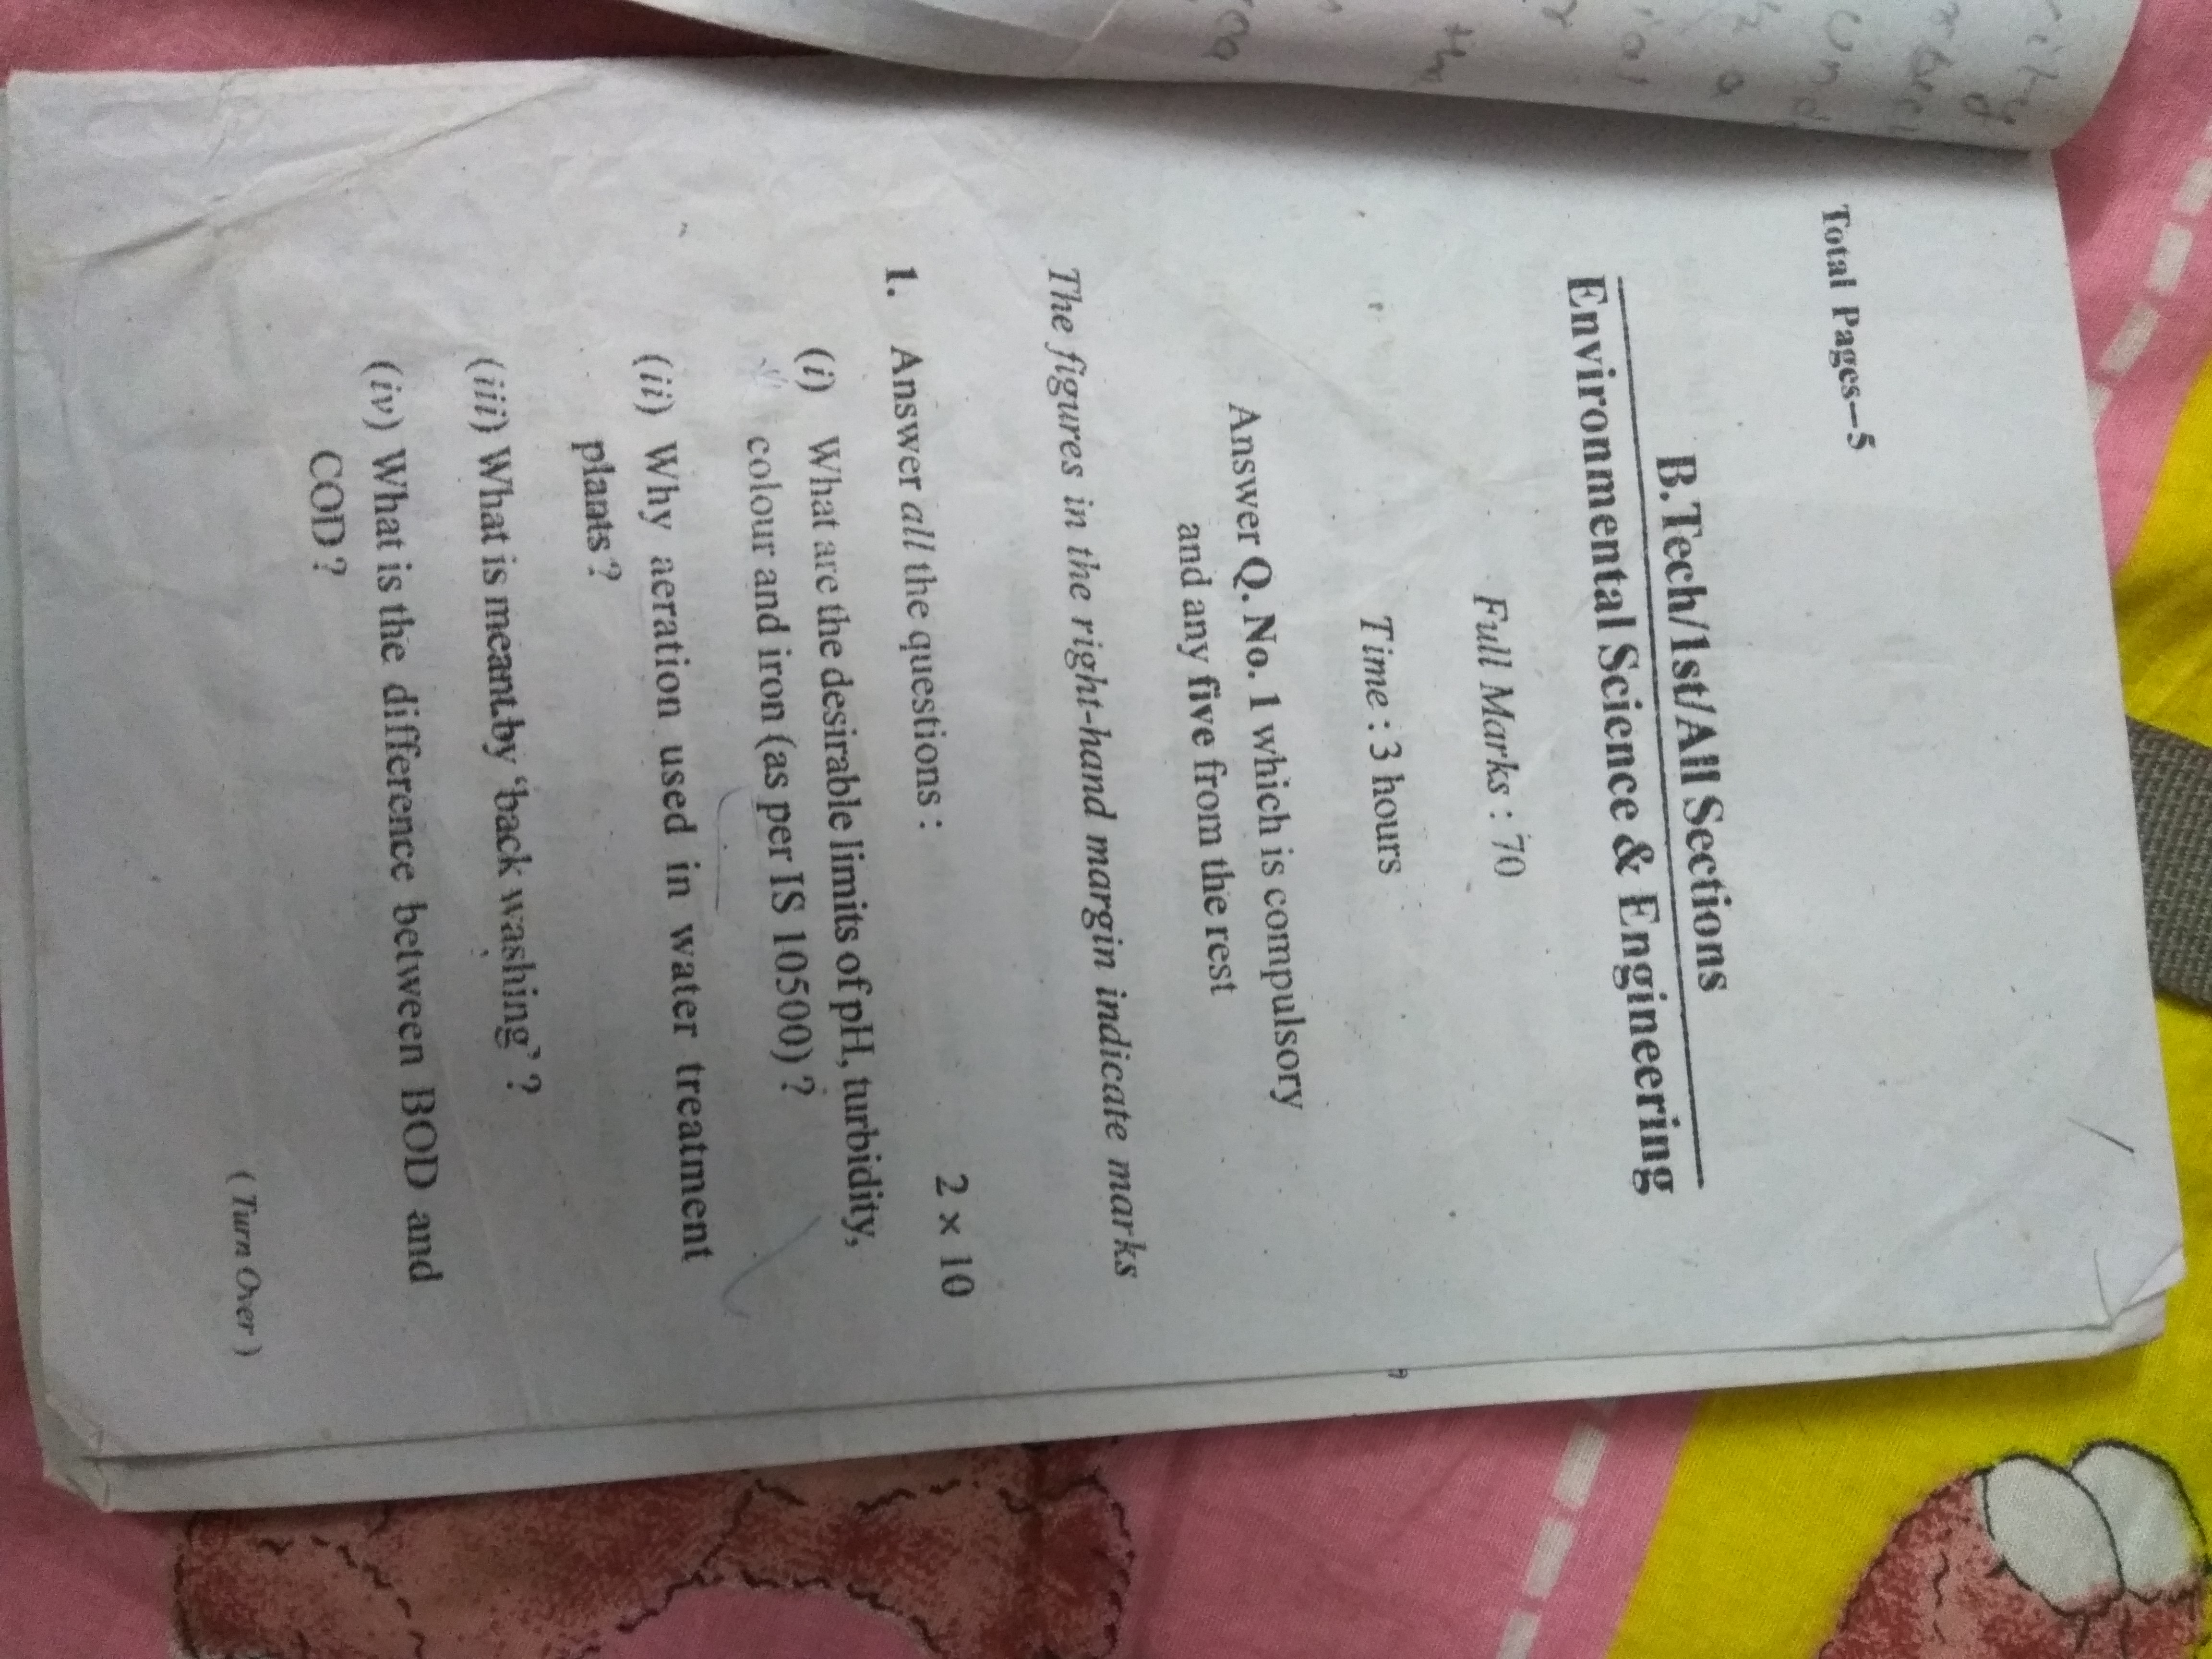 Total Pages—5
B.Tech/1st/All Sections
Environmental Science & Engineering
Full Marks : 70
Time : 3 hours
Answer Q. No. 1 which is compulsory
and any five from the rest
The figures in the right-hand margin indicate marks
1. Answer all the questions : 2 × 10
(i) What are the desirable limits of pH, turbidity,
colour and iron (as per IS 10500) ?
(ii) Why aeration used in water treatment
plants ?
(iii) What is meant by ‘back washing’ ?
(iv) What is the difference between BOD and
COD ?
( Turn Over )